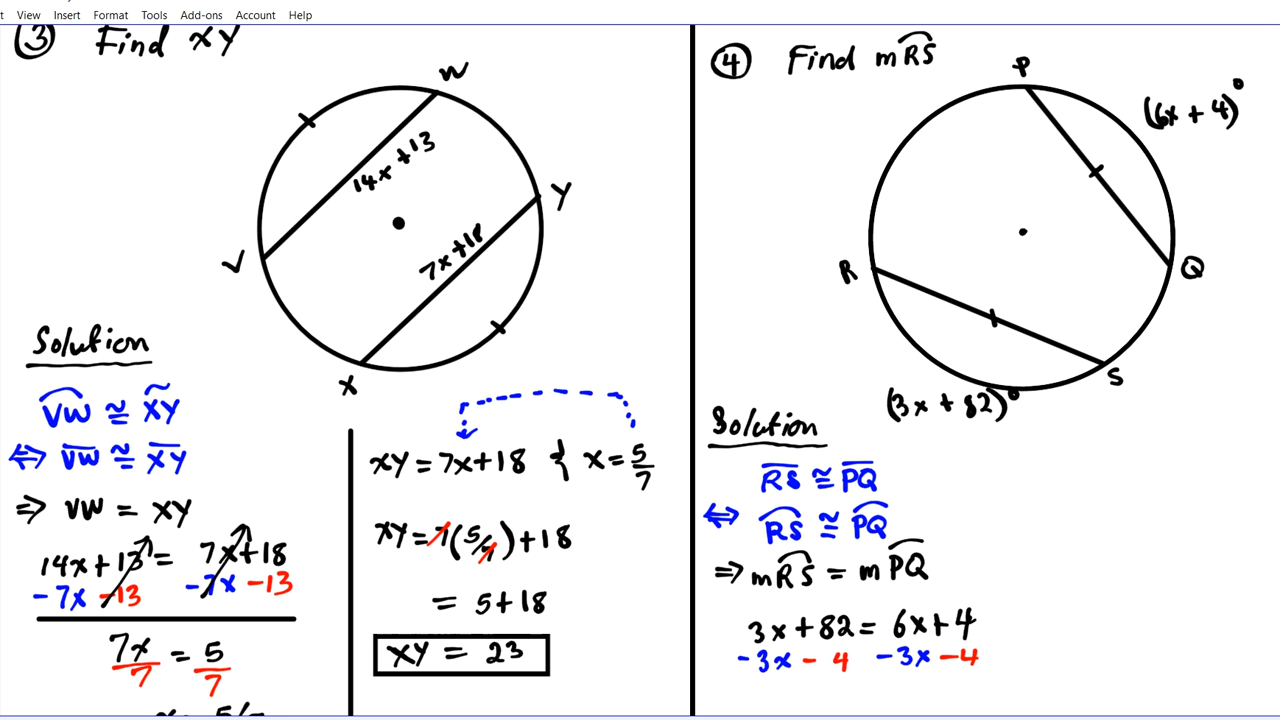 View Insert Format Tools Add-ons Account Help
③ Find XY
W
14x + 13
Y
7x+18
V
X
Solution
VW ≅ XY
⇔ VW ≅ XY
⇒ VW = XY
14x + 13 = 7x+18
-7x -13 -7x -13
7x = 5
7 7
XY = 7x+18 { x = 5/7
XY = 7(5/7) + 18
= 5+18
XY = 23
④ Find mRS
P
(6x + 4)°
R
Q
S
(3x + 82)°
Solution
RS ≅ PQ
⇔ RS ≅ PQ
⇒ mRS = mPQ
3x + 82 = 6x + 4
-3x - 4 -3x -4